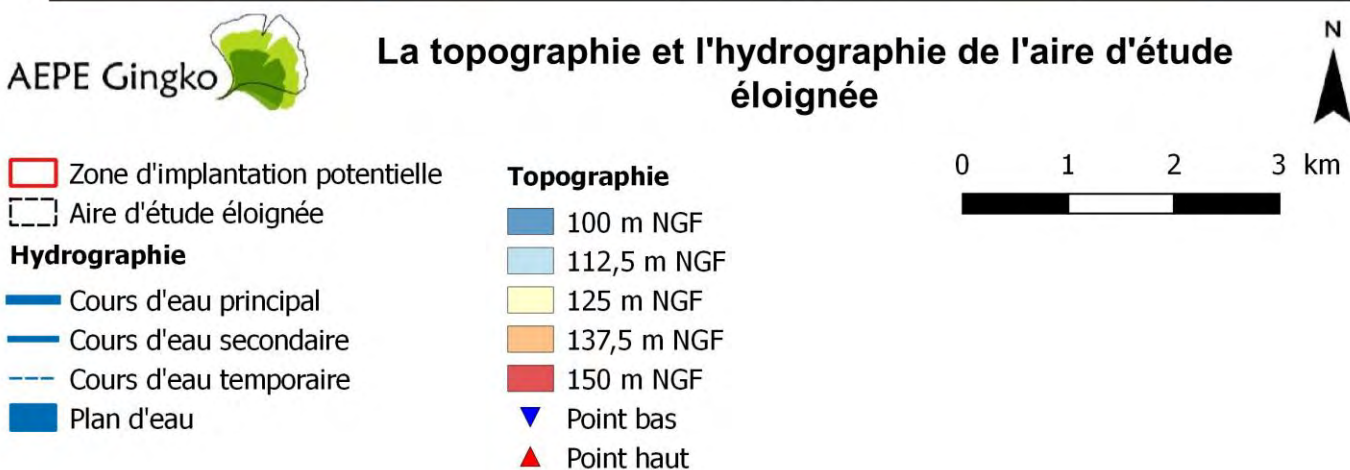 AEPE Gingko
La topographie et l'hydrographie de l'aire d'étude
éloignée
N
Zone d'implantation potentielle
Aire d'étude éloignée
Hydrographie
Cours d'eau principal
Cours d'eau secondaire
Cours d'eau temporaire
Plan d'eau
Topographie
100 m NGF
112,5 m NGF
125 m NGF
137,5 m NGF
150 m NGF
Point bas
Point haut
0 1 2 3 km